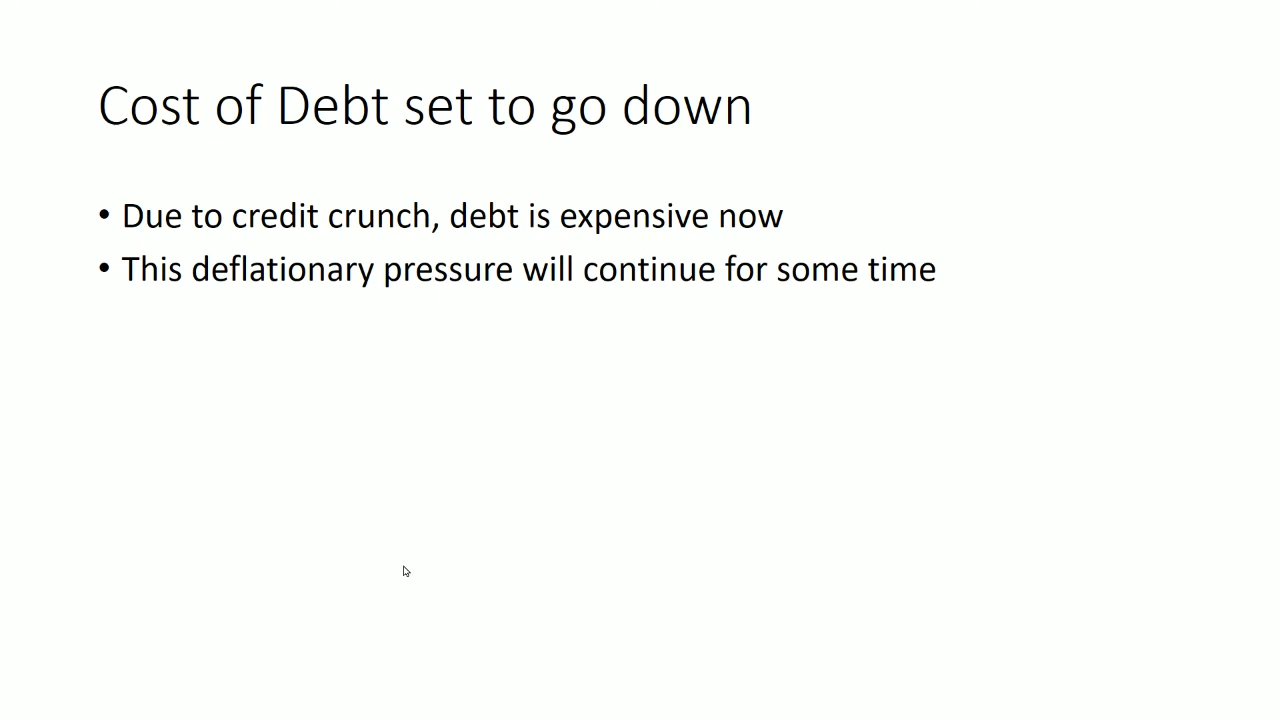 Cost of Debt set to go down
• Due to credit crunch, debt is expensive now
• This deflationary pressure will continue for some time